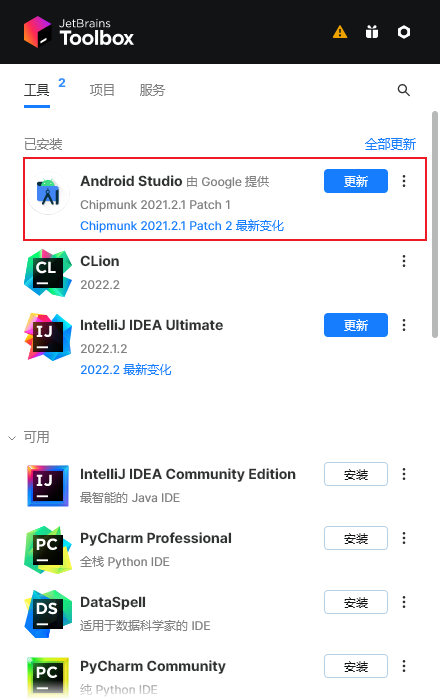 JetBrains
Toolbox
工具 2 项目 服务
已安装 全部更新
Android Studio 由 Google 提供 更新
Chipmunk 2021.2.1 Patch 1
Chipmunk 2021.2.1 Patch 2 最新变化
CL
CLion
2022.2
IJ
IntelliJ IDEA Ultimate 更新
2022.1.2
2022.2 最新变化
可用
IJ
IntelliJ IDEA Community Edition 安装
最智能的 Java IDE
PC
PyCharm Professional 安装
全栈 Python IDE
DS
DataSpell 安装
适用于数据科学家的 IDE
PC
PyCharm Community 安装
纯 Python IDE